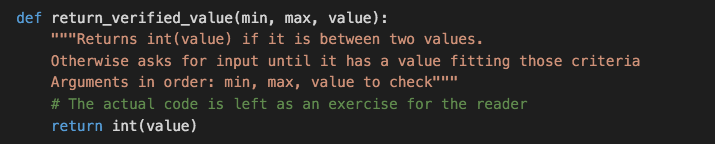 def return_verified_value(min, max, value):
    """Returns int(value) if it is between two values.
    Otherwise asks for input until it has a value fitting those criteria
    Arguments in order: min, max, value to check"""
    # The actual code is left as an exercise for the reader
    return int(value)